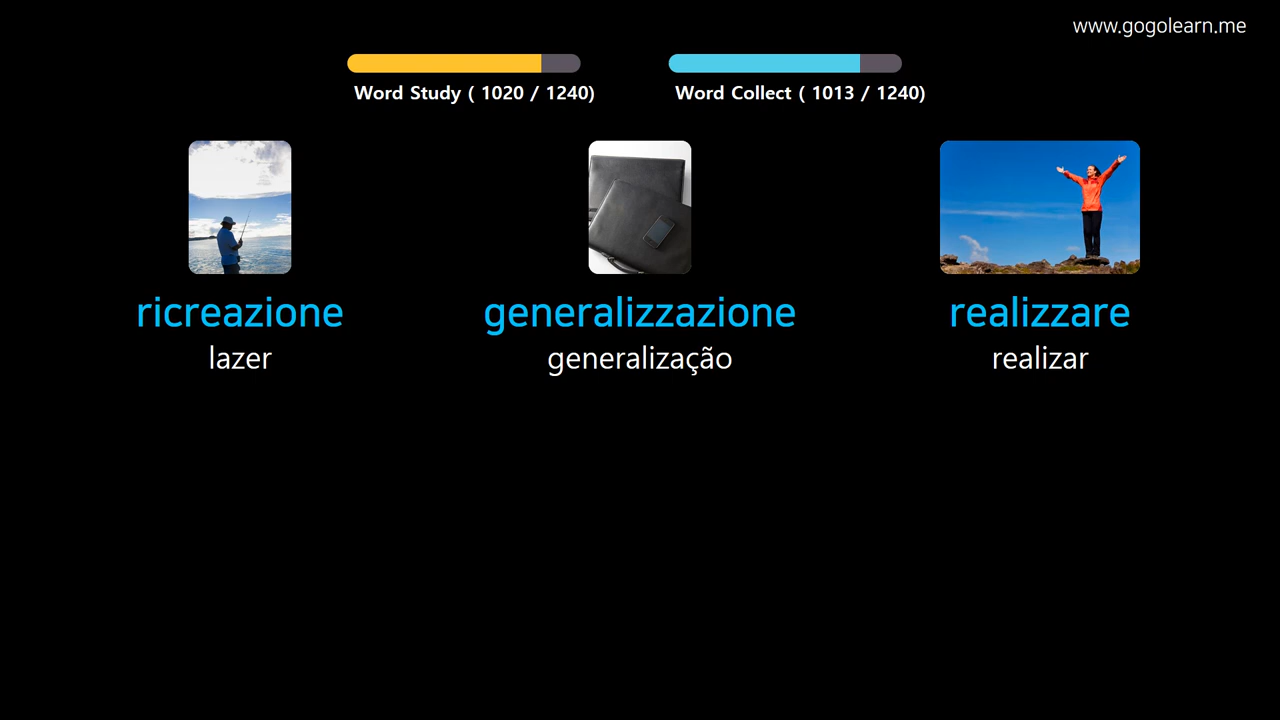 www.gogolearn.me
Word Study ( 1020 / 1240)
Word Collect ( 1013 / 1240)
ricreazione
lazer
generalizzazione
generalização
realizzare
realizar